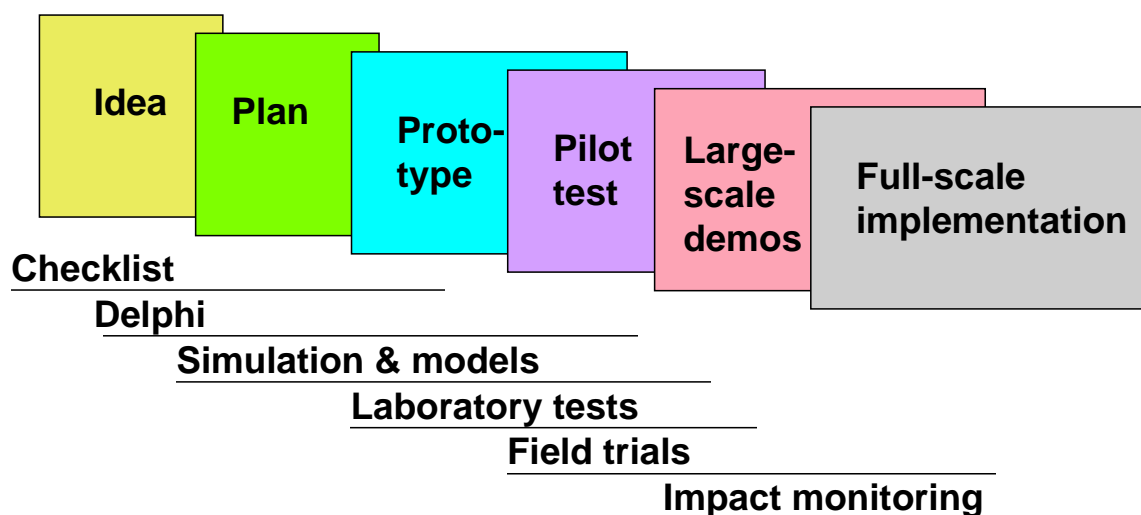 Idea
Plan
Proto-
type
Pilot
test
Large-
scale
demos
Full-scale
implementation
Checklist
Delphi
Simulation & models
Laboratory tests
Field trials
Impact monitoring